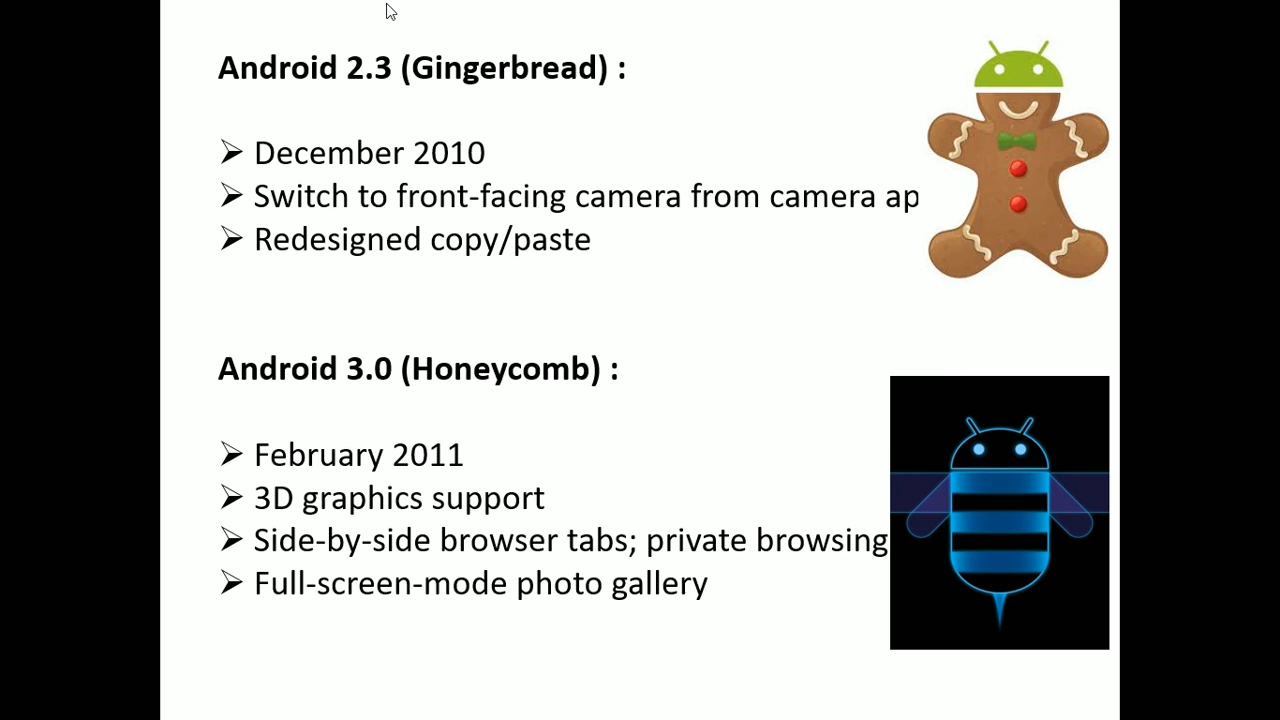 Android 2.3 (Gingerbread) :
➢ December 2010
➢ Switch to front-facing camera from camera ap
➢ Redesigned copy/paste
Android 3.0 (Honeycomb) :
➢ February 2011
➢ 3D graphics support
➢ Side-by-side browser tabs; private browsing
➢ Full-screen-mode photo gallery